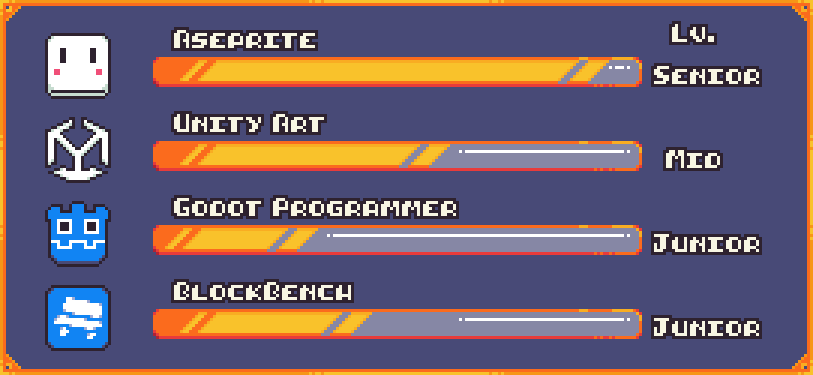 Lv.
Aseprite
Senior
Unity Art
Mid
Godot Programmer
Junior
BlockBench
Junior